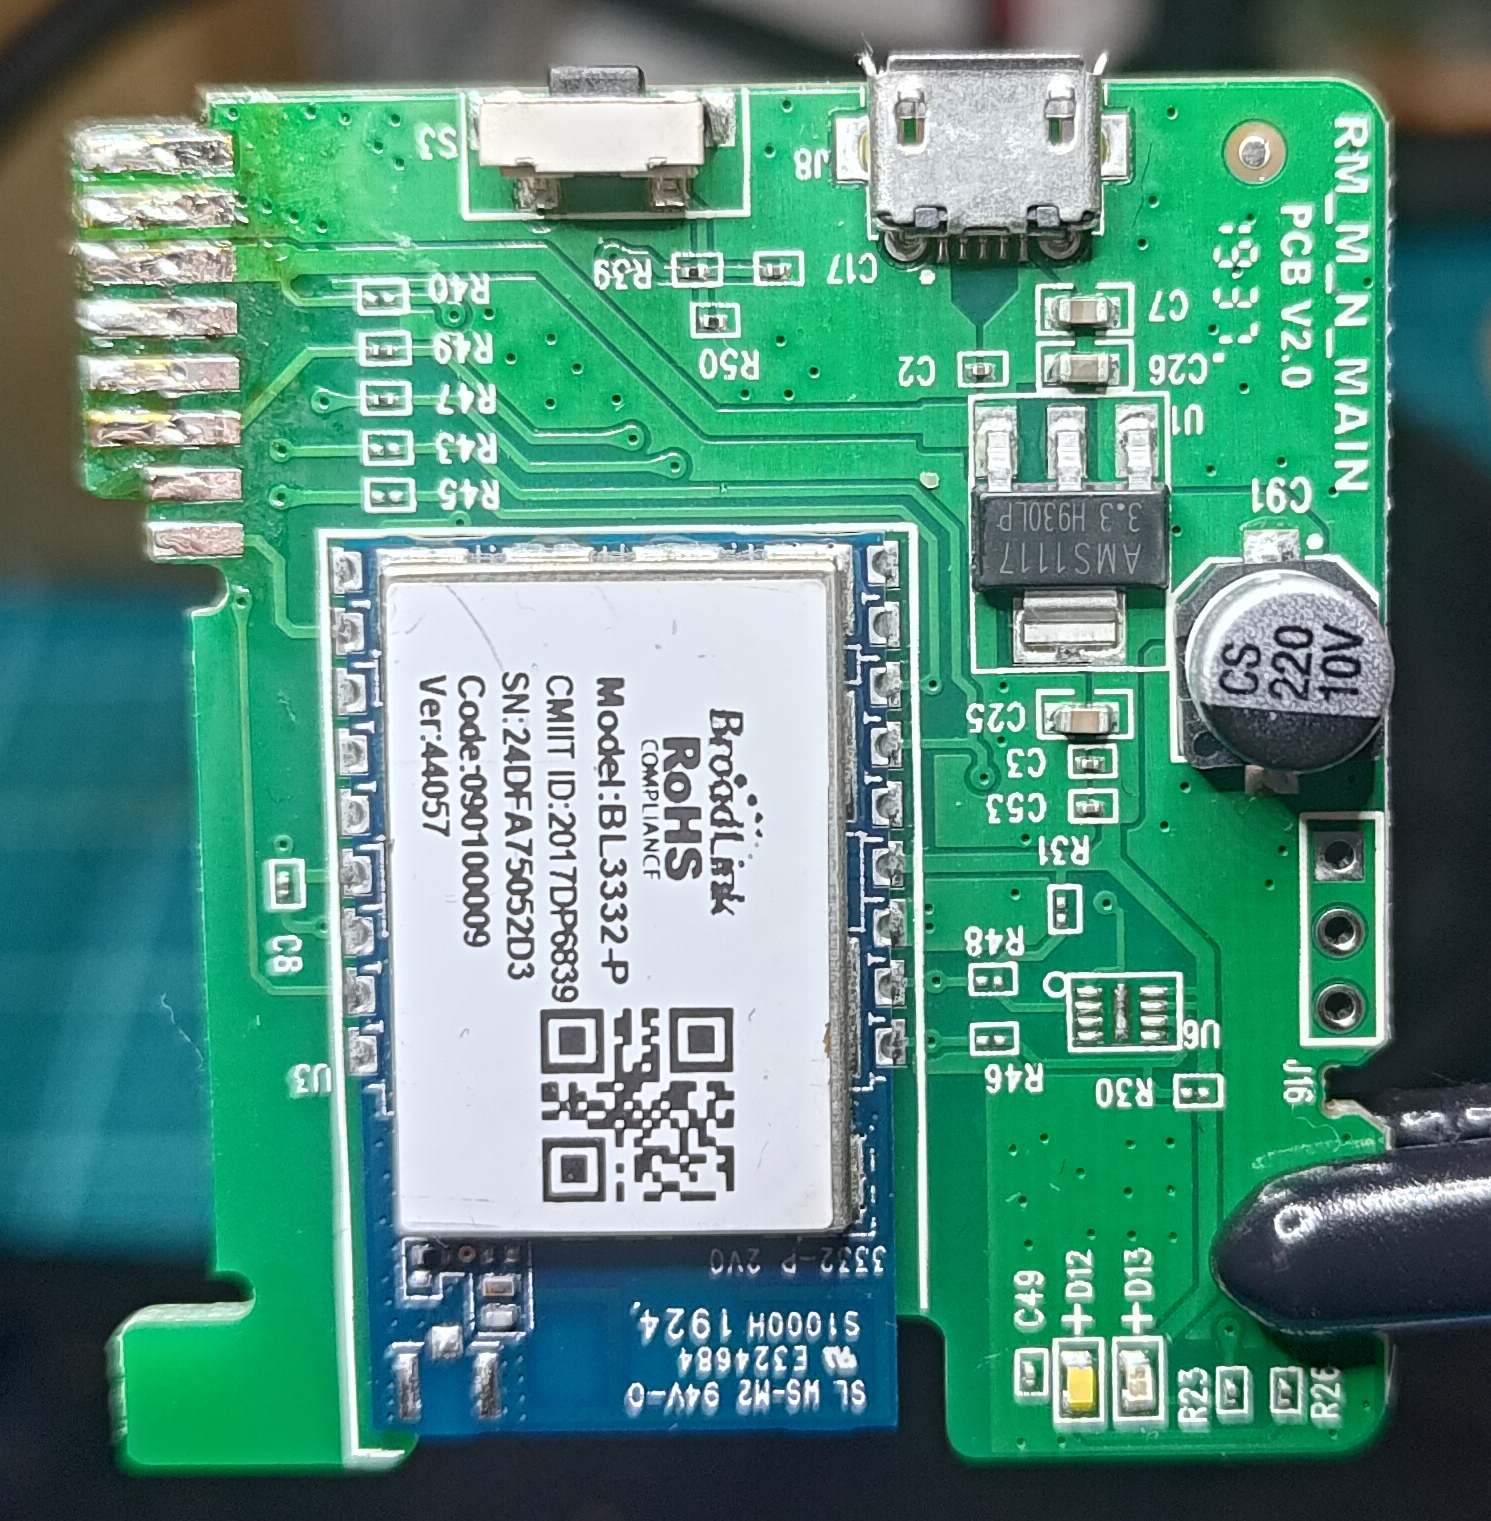 RM_M_N_MAIN
PCB V2.0
S3
J8
R39
C17
R50
R40
R49
R47
R43
R45
C7
C2
C26
U1
AMS1117
3.3 H930LP
C91
CS
220
10V
C25
C3
C53
R31
R48
U6
R46
R30
J6
C8
U3
BroadLink
RoHS
COMPLIANCE
Model:BL3332-P
CMIIT ID:2017DP6839
SN:24DFA75052D3
Code:0901000009
Ver:44057
3332-P 2V0
S1000H 1924,
E324684
SL WS-M2 94V-0
C49
+D12
+D13
R23
R26